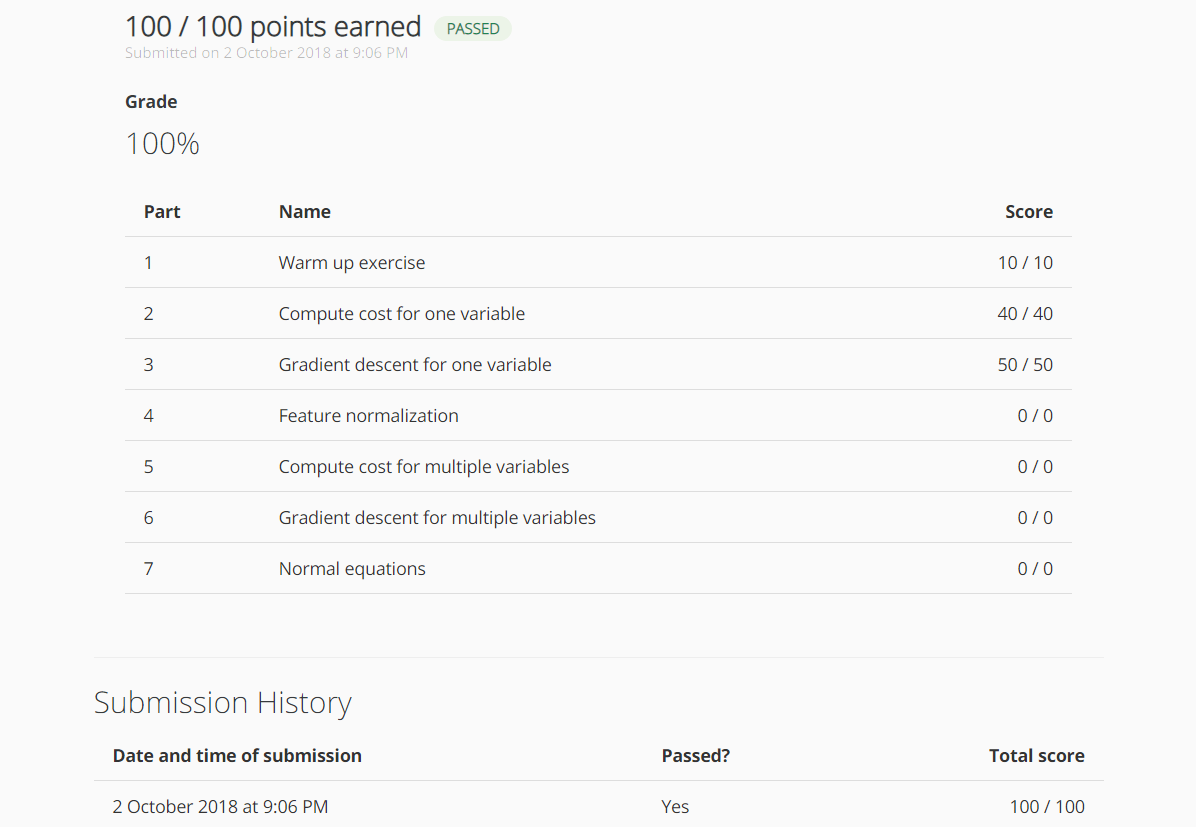 100 / 100 points earned PASSED
Submitted on 2 October 2018 at 9:06 PM
Grade
100%
Part Name Score
1 Warm up exercise 10 / 10
2 Compute cost for one variable 40 / 40
3 Gradient descent for one variable 50 / 50
4 Feature normalization 0 / 0
5 Compute cost for multiple variables 0 / 0
6 Gradient descent for multiple variables 0 / 0
7 Normal equations 0 / 0
Submission History
Date and time of submission Passed? Total score
2 October 2018 at 9:06 PM Yes 100 / 100